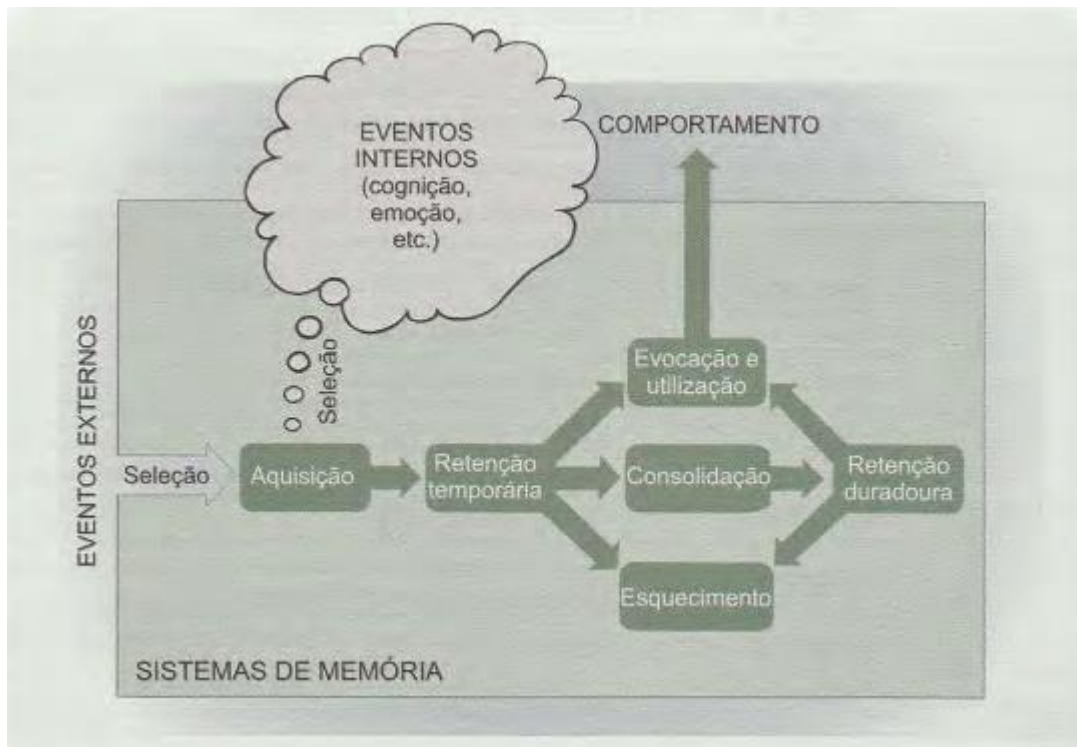 EVENTOS
INTERNOS
(cognição,
emoção,
etc.)
COMPORTAMENTO
EVENTOS EXTERNOS
Seleção
Seleção
Aquisição
Retenção
temporária
Evocação e
utilização
Consolidação
Retenção
duradoura
Esquecimento
SISTEMAS DE MEMÓRIA